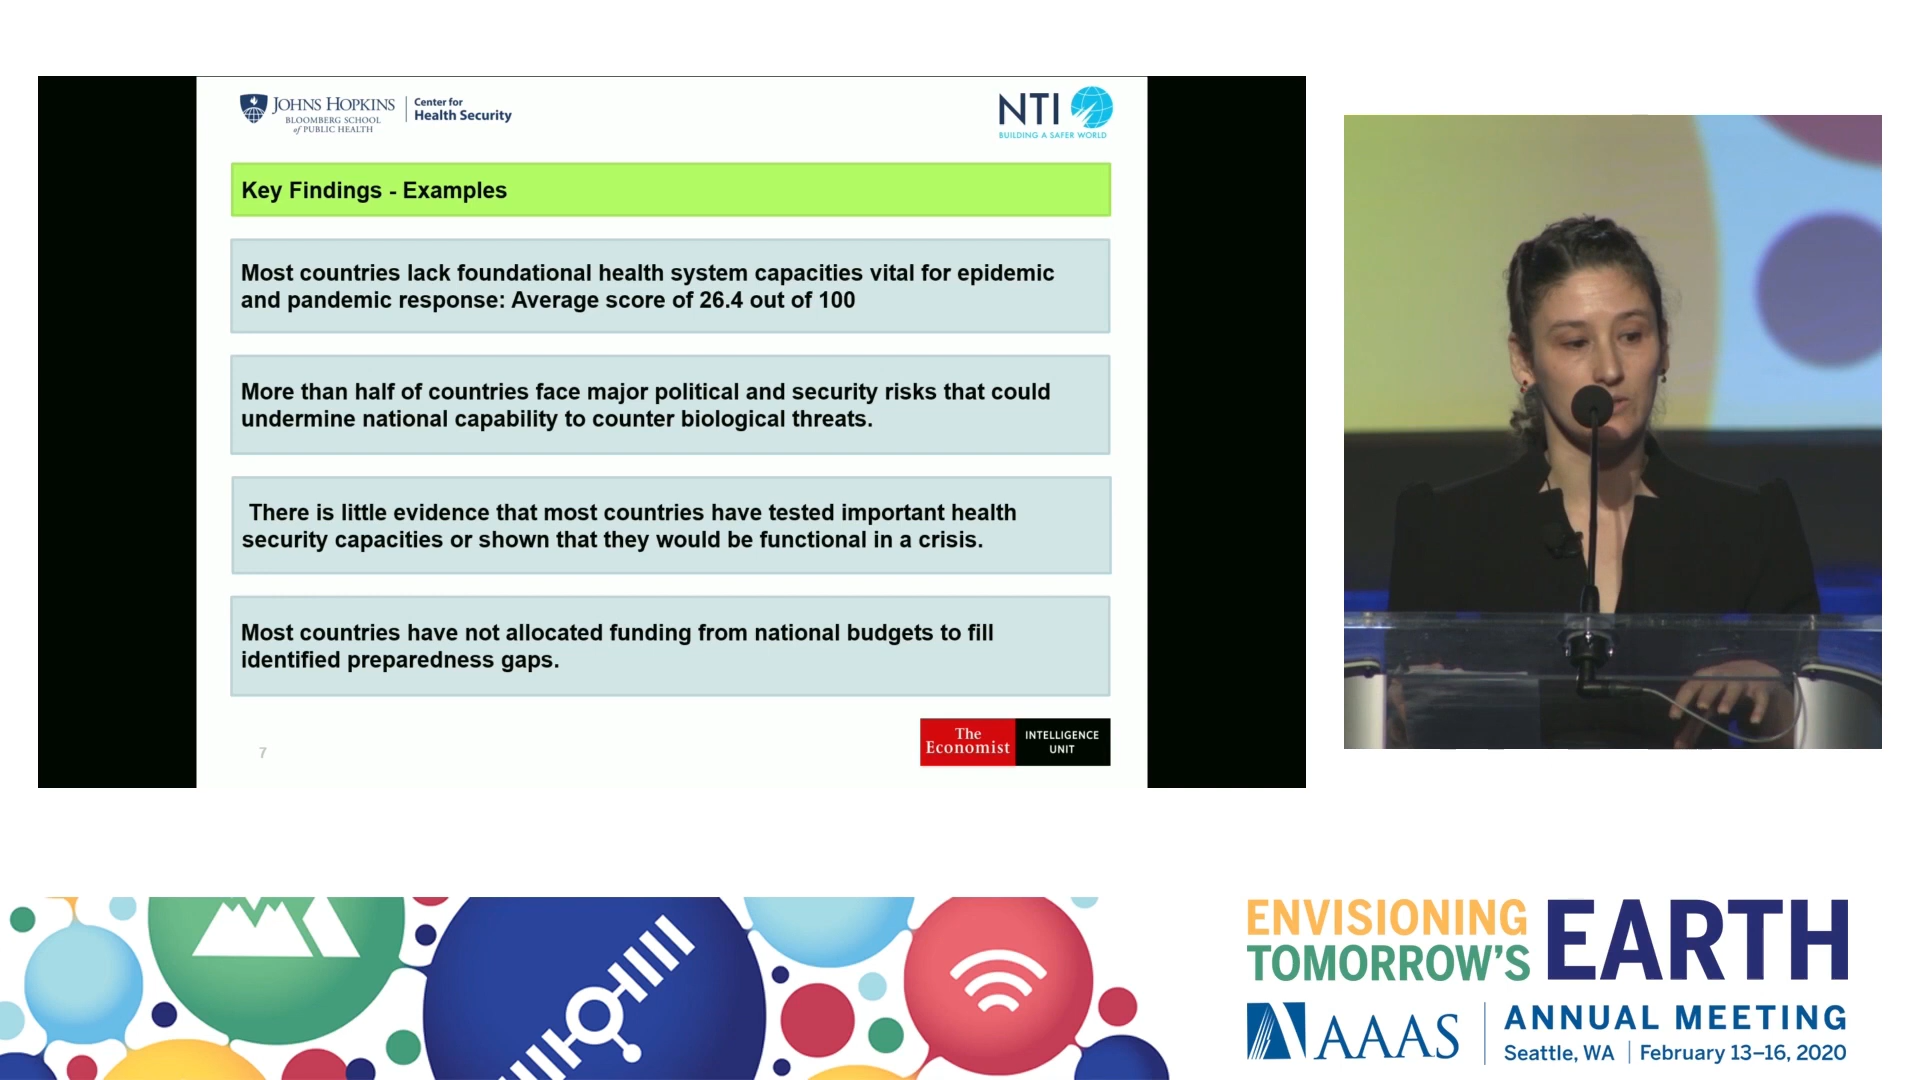 JOHNS HOPKINS
BLOOMBERG SCHOOL
of PUBLIC HEALTH
Center for
Health Security
NTI
BUILDING A SAFER WORLD
Key Findings - Examples
Most countries lack foundational health system capacities vital for epidemic
and pandemic response: Average score of 26.4 out of 100
More than half of countries face major political and security risks that could
undermine national capability to counter biological threats.
There is little evidence that most countries have tested important health
security capacities or shown that they would be functional in a crisis.
Most countries have not allocated funding from national budgets to fill
identified preparedness gaps.
7
The
Economist
INTELLIGENCE
UNIT
ENVISIONING
TOMORROW'S
EARTH
AAAS
ANNUAL MEETING
Seattle, WA | February 13–16, 2020